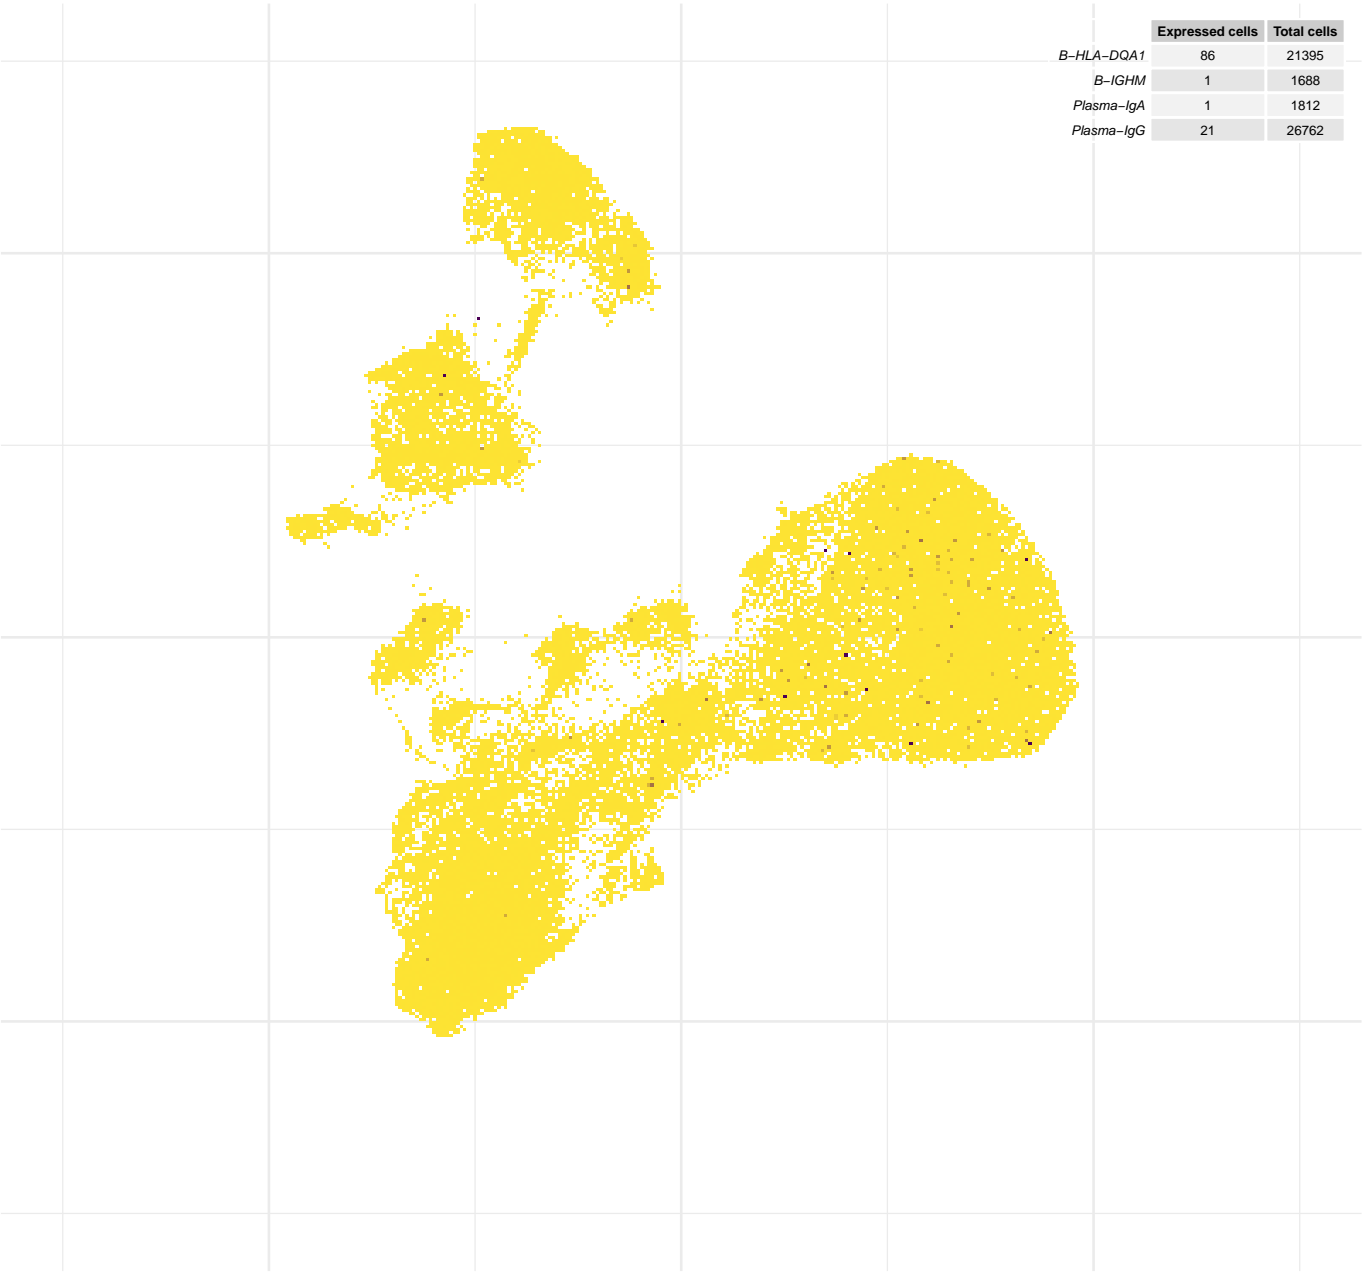 Expressed cells Total cells
B−HLA−DQA1 86 21395
B−IGHM 1 1688
Plasma−IgA 1 1812
Plasma−IgG 21 26762